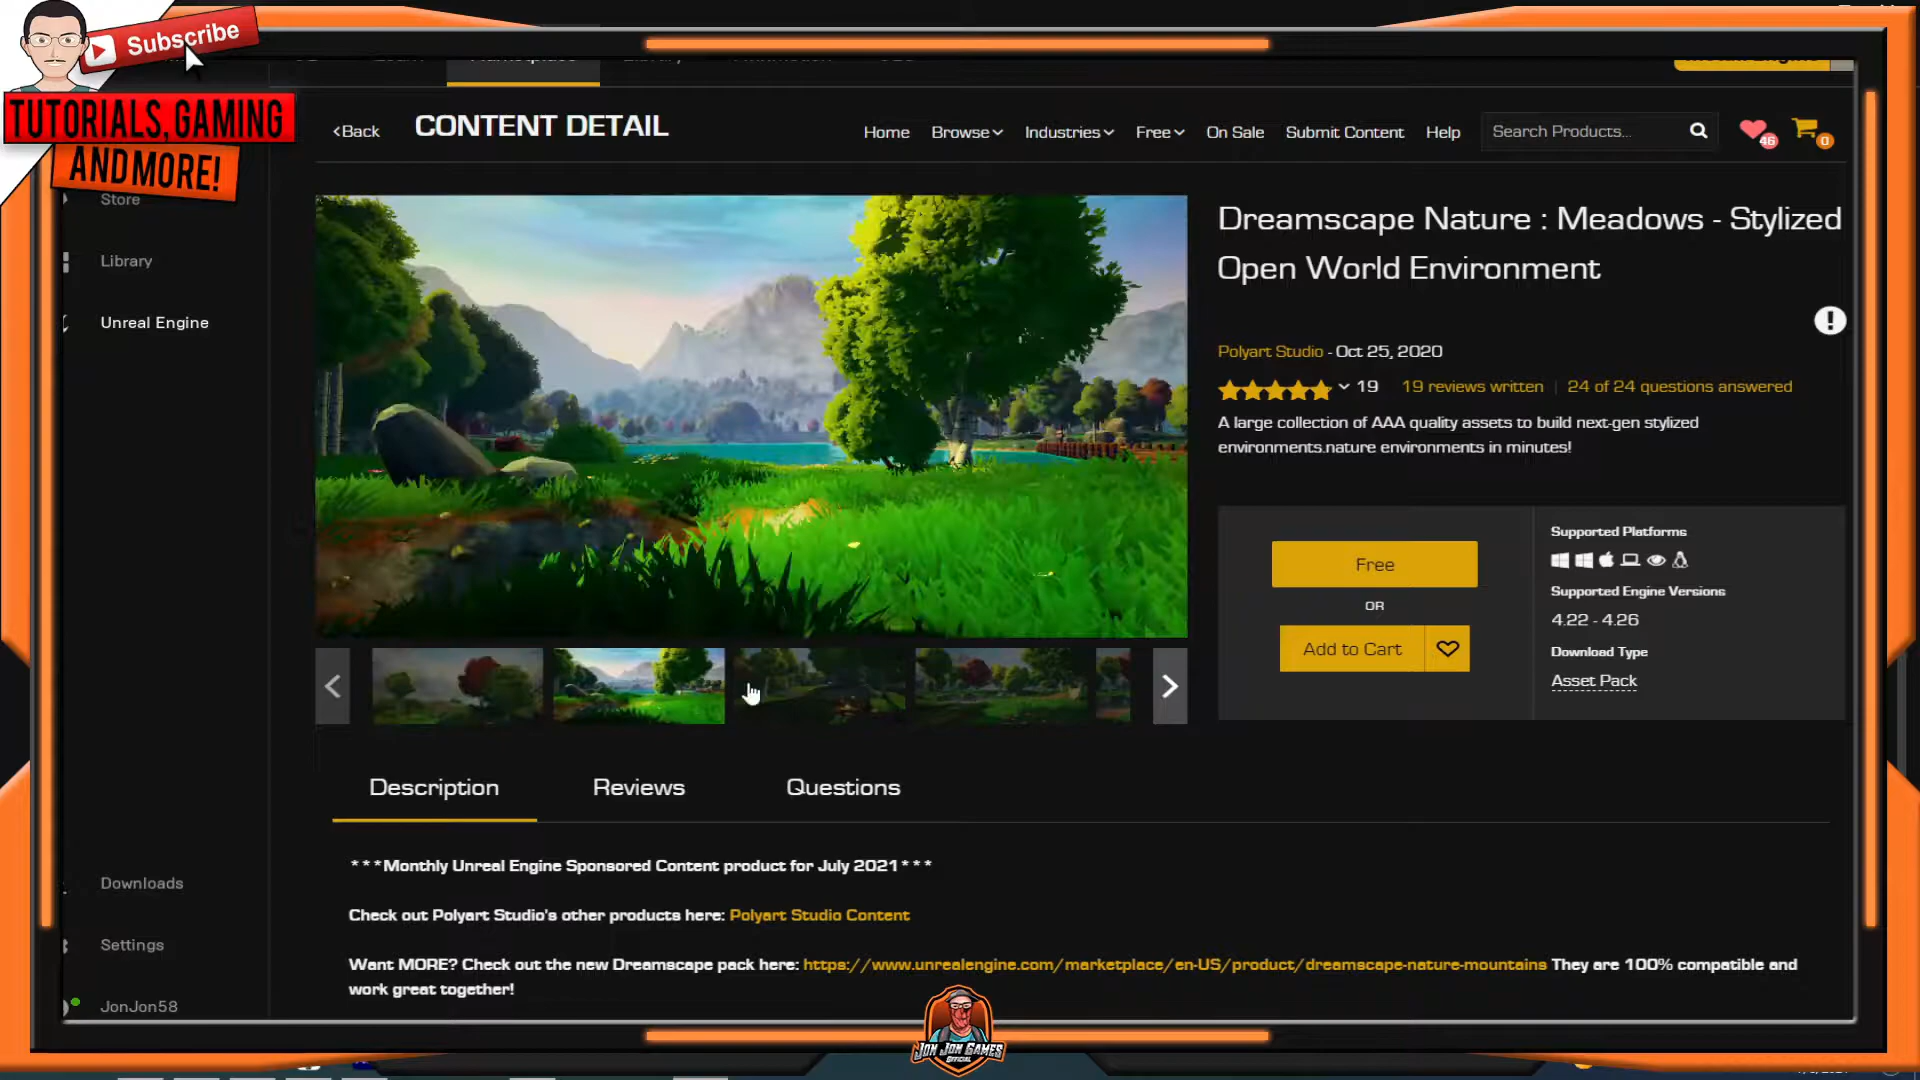 Subscribe
TUTORIALS, GAMING
AND MORE!
<Back
CONTENT DETAIL
Home
Browse
Industries
Free
On Sale
Submit Content
Help
Search Products...
46
0
Store
Library
Unreal Engine
Dreamscape Nature : Meadows - Stylized
Open World Environment
Polyart Studio - Oct 25, 2020
19
19 reviews written | 24 of 24 questions answered
A large collection of AAA quality assets to build next-gen stylized
environments.nature environments in minutes!
Free
OR
Add to Cart
Supported Platforms
Supported Engine Versions
4.22 - 4.26
Download Type
Asset Pack
Description
Reviews
Questions
***Monthly Unreal Engine Sponsored Content product for July 2021***
Check out Polyart Studio's other products here: Polyart Studio Content
Want MORE? Check out the new Dreamscape pack here: https://www.unrealengine.com/marketplace/en-US/product/dreamscape-nature-mountains They are 100% compatible and
work great together!
Downloads
Settings
JonJon58
JON JON GAMES
OFFICIAL